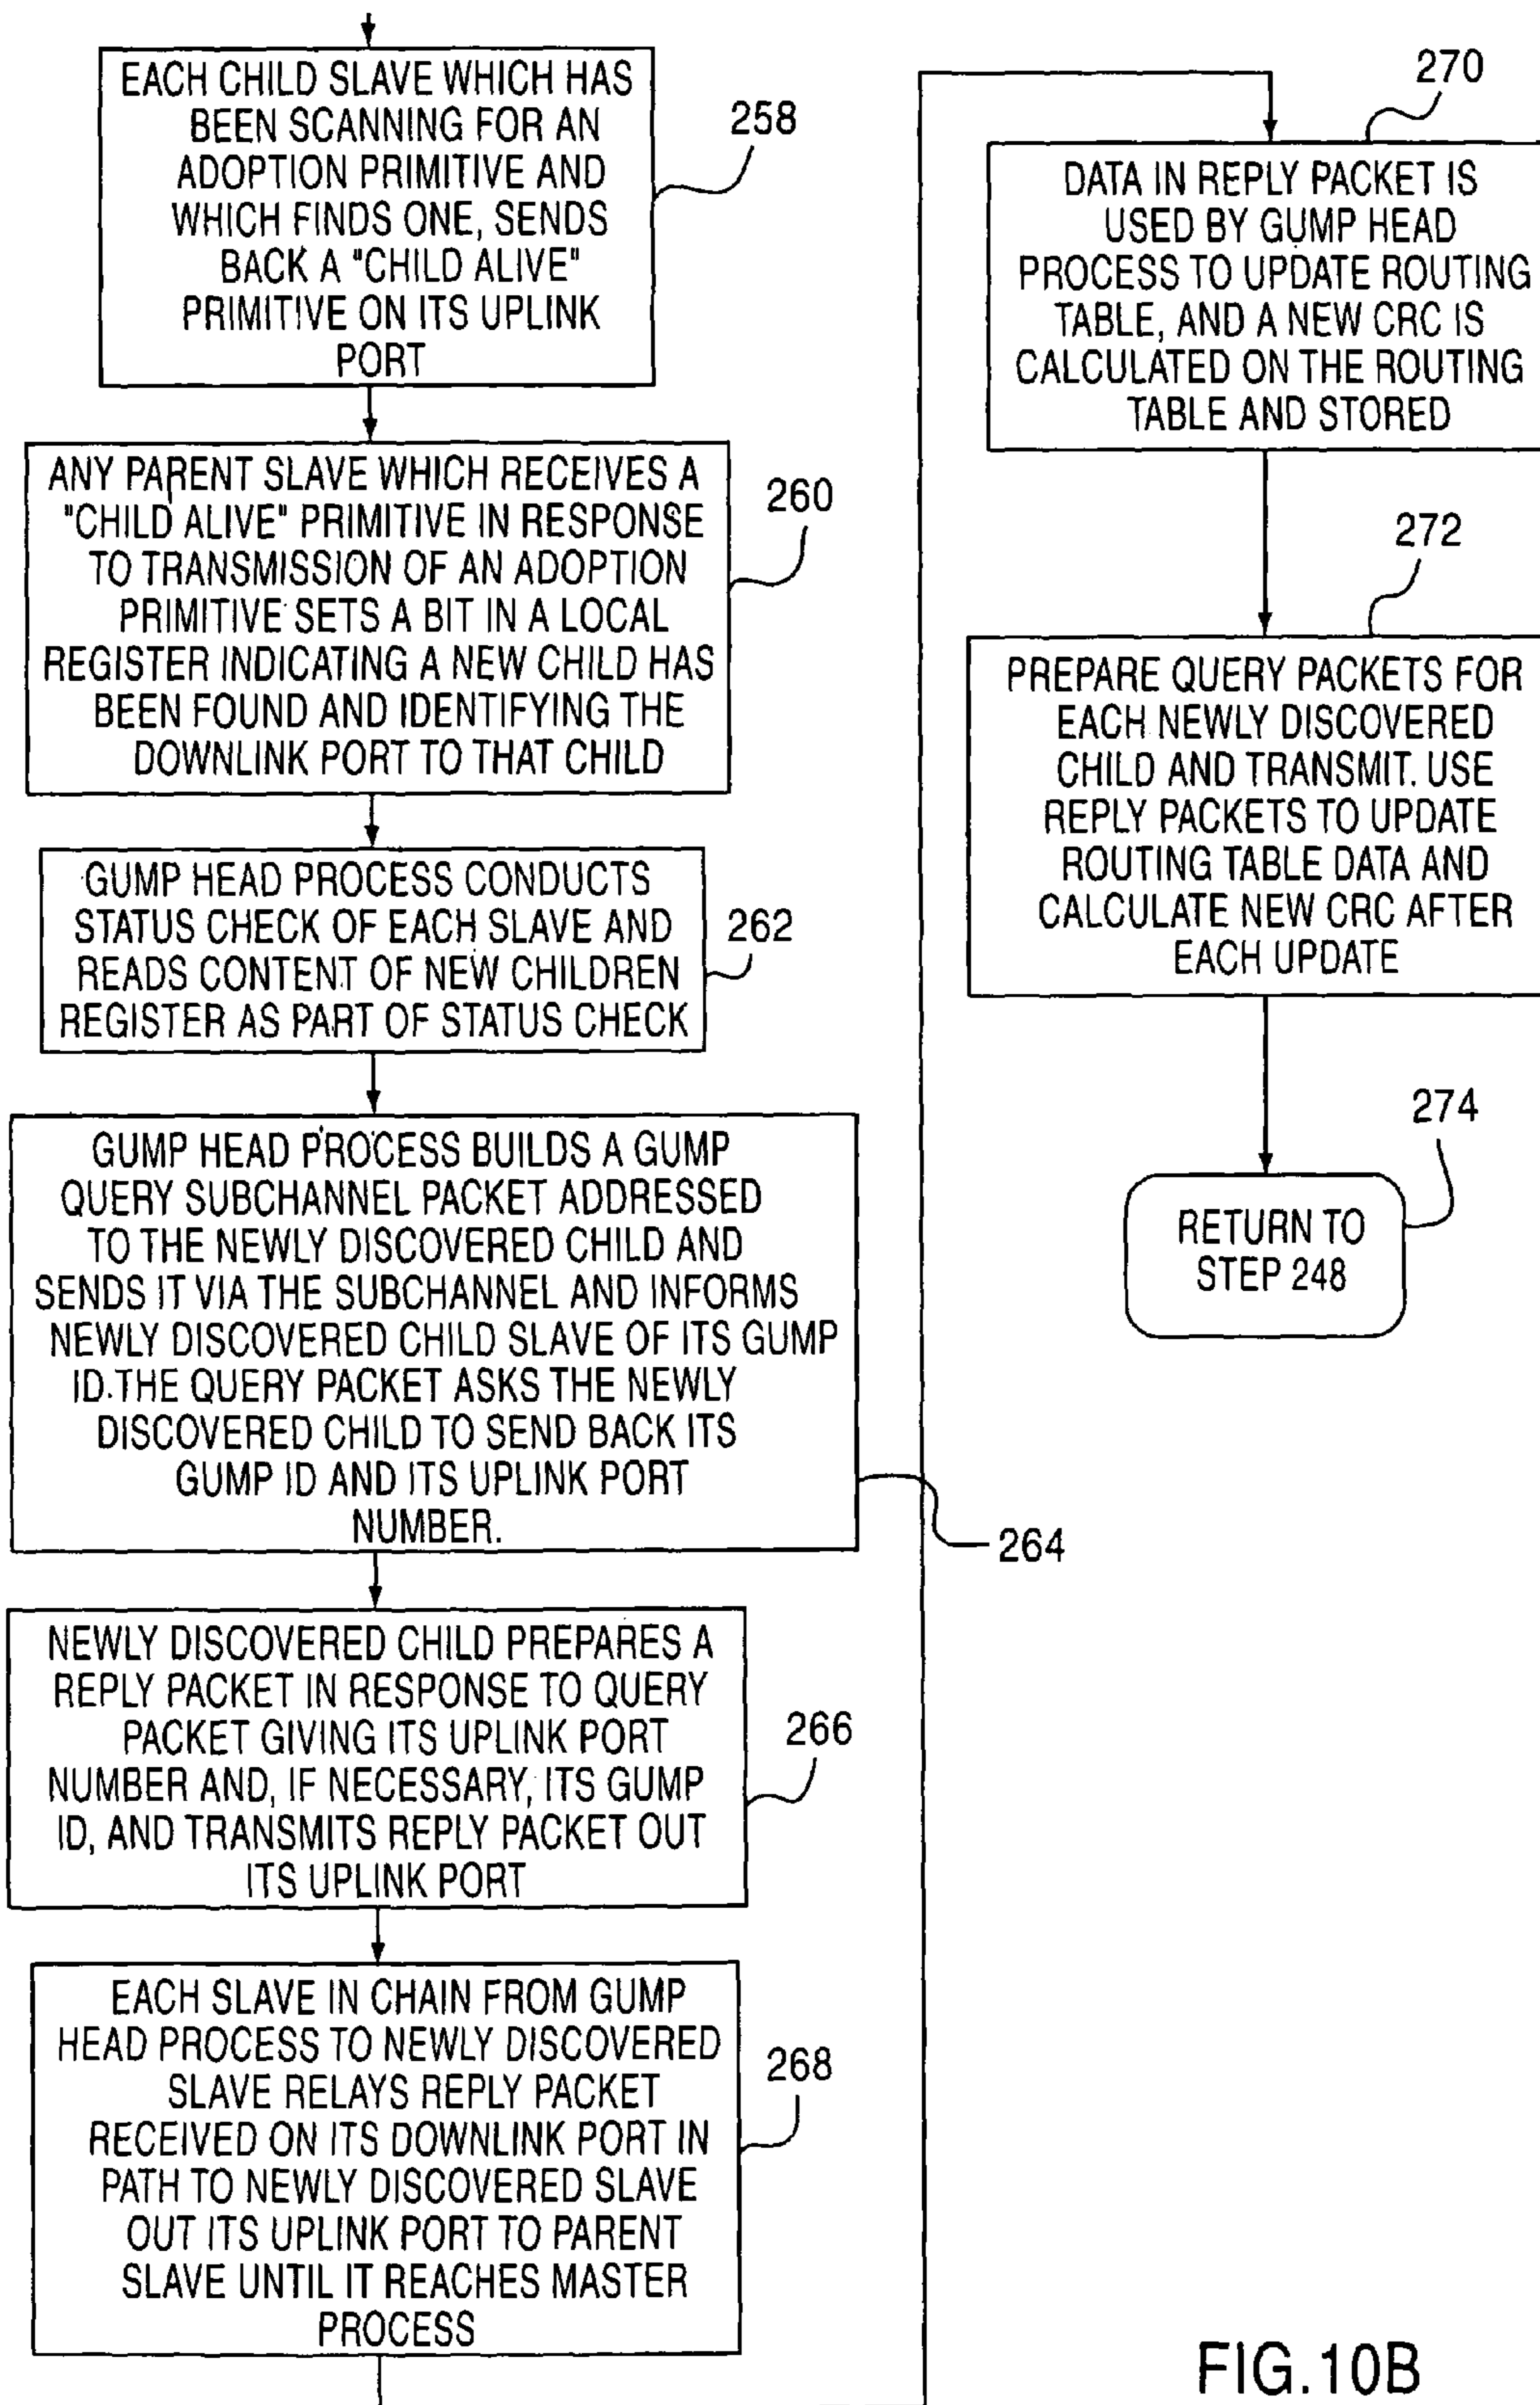 EACH CHILD SLAVE WHICH HAS
BEEN SCANNING FOR AN
ADOPTION PRIMITIVE AND
WHICH FINDS ONE, SENDS
BACK A "CHILD ALIVE"
PRIMITIVE ON ITS UPLINK
PORT
258
ANY PARENT SLAVE WHICH RECEIVES A
"CHILD ALIVE" PRIMITIVE IN RESPONSE
TO TRANSMISSION OF AN ADOPTION
PRIMITIVE SETS A BIT IN A LOCAL
REGISTER INDICATING A NEW CHILD HAS
BEEN FOUND AND IDENTIFYING THE
DOWNLINK PORT TO THAT CHILD
260
GUMP HEAD PROCESS CONDUCTS
STATUS CHECK OF EACH SLAVE AND
READS CONTENT OF NEW CHILDREN
REGISTER AS PART OF STATUS CHECK
262
GUMP HEAD PROCESS BUILDS A GUMP
QUERY SUBCHANNEL PACKET ADDRESSED
TO THE NEWLY DISCOVERED CHILD AND
SENDS IT VIA THE SUBCHANNEL AND INFORMS
NEWLY DISCOVERED CHILD SLAVE OF ITS GUMP
ID.THE QUERY PACKET ASKS THE NEWLY
DISCOVERED CHILD TO SEND BACK ITS
GUMP ID AND ITS UPLINK PORT
NUMBER.
264
NEWLY DISCOVERED CHILD PREPARES A
REPLY PACKET IN RESPONSE TO QUERY
PACKET GIVING ITS UPLINK PORT
NUMBER AND, IF NECESSARY, ITS GUMP
ID, AND TRANSMITS REPLY PACKET OUT
ITS UPLINK PORT
266
EACH SLAVE IN CHAIN FROM GUMP
HEAD PROCESS TO NEWLY DISCOVERED
SLAVE RELAYS REPLY PACKET
RECEIVED ON ITS DOWNLINK PORT IN
PATH TO NEWLY DISCOVERED SLAVE
OUT ITS UPLINK PORT TO PARENT
SLAVE UNTIL IT REACHES MASTER
PROCESS
268
270
DATA IN REPLY PACKET IS
USED BY GUMP HEAD
PROCESS TO UPDATE ROUTING
TABLE, AND A NEW CRC IS
CALCULATED ON THE ROUTING
TABLE AND STORED
272
PREPARE QUERY PACKETS FOR
EACH NEWLY DISCOVERED
CHILD AND TRANSMIT. USE
REPLY PACKETS TO UPDATE
ROUTING TABLE DATA AND
CALCULATE NEW CRC AFTER
EACH UPDATE
274
RETURN TO
STEP 248
FIG.10B